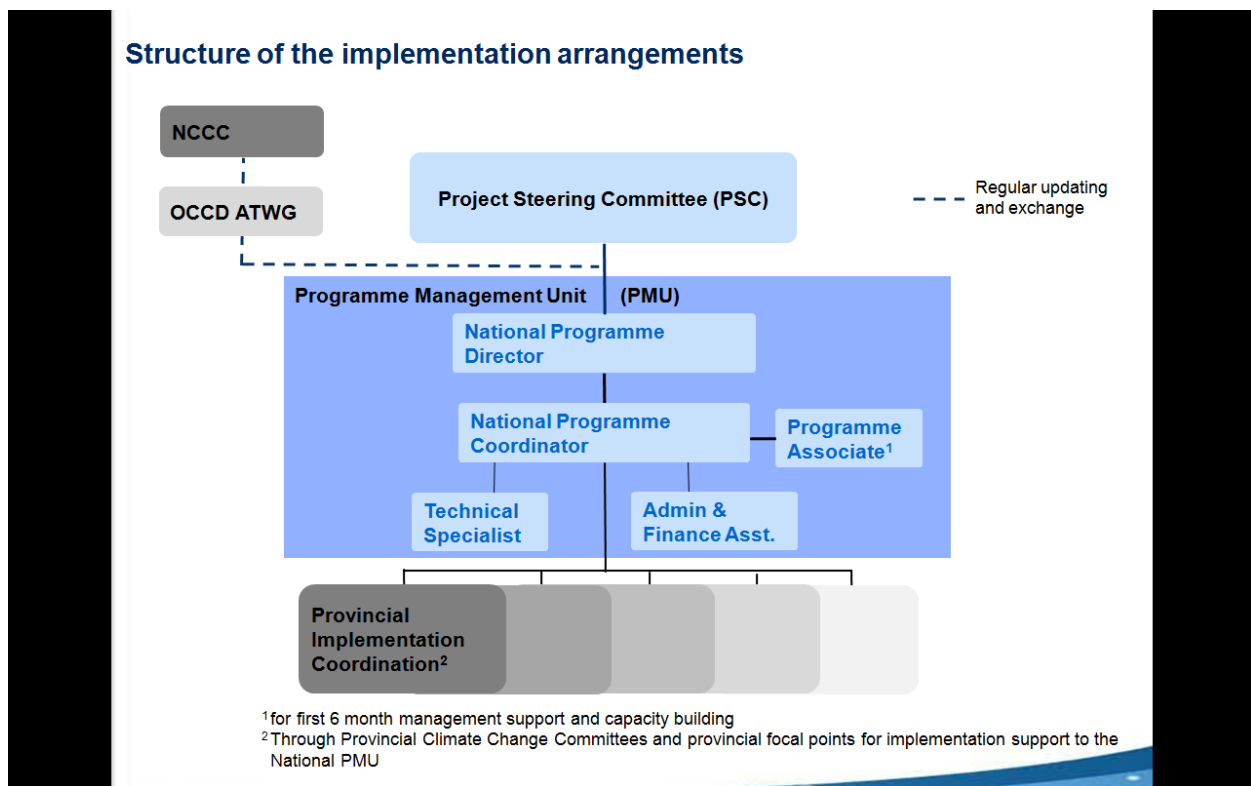 Structure of the implementation arrangements
NCCC
OCCD ATWG
Project Steering Committee (PSC)
Regular updating
and exchange
Programme Management Unit (PMU)
National Programme
Director
National Programme
Coordinator
Programme
Associate¹
Technical
Specialist
Admin &
Finance Asst.
Provincial
Implementation
Coordination²
¹for first 6 month management support and capacity building
²Through Provincial Climate Change Committees and provincial focal points for implementation support to the
National PMU